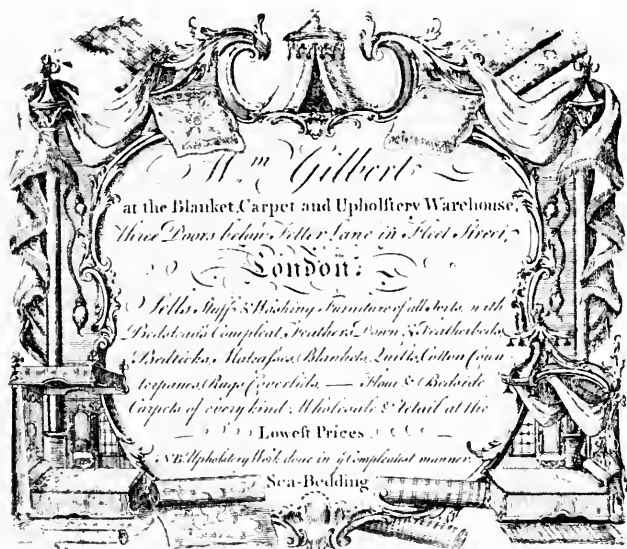 Wm. Gilbert
at the Blanket, Carpet and Upholſtery Warehouse,
three Doors below Fetter Lane in Fleet Street,
London:
Sells Stuff & Washing Furniture of all Sorts, with
Bedsteads Compleat, Feathers Down & Featherbeds
Bedticks, Matraſses, Blankets, Quilts, Cotton Coun
terpanes, Rugs Coverlids, — Floor & Bedside
Carpets of every kind Wholesale & Retail at the
Loweſt Prices
NB. Upholſtery Work done in ye Compleatest manner.
Sea-Bedding